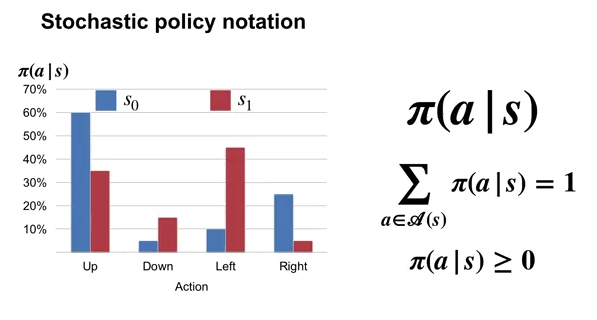 Stochastic policy notation
π(a|s)
70%
60%
50%
40%
30%
20%
10%
s₀
s₁
Up Down Left Right
Action
π(a|s)
∑ π(a|s) = 1
a∈𝒜(s)
π(a|s) ≥ 0